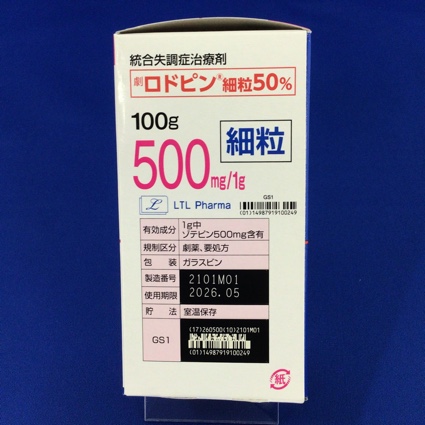 統合失調症治療剤
劇 ロドピン® 細粒50%
100g
細粒
500mg/1g
LTL Pharma
GS1
(01)14987919100249
有効成分 1g中
ゾテピン500mg含有
規制区分 劇薬、要処方
包装 ガラスビン
製造番号 2101M01
使用期限 2026.05
貯法 室温保存
GS1
(17)260500(10)2101M01
(01)14987919100249
紙